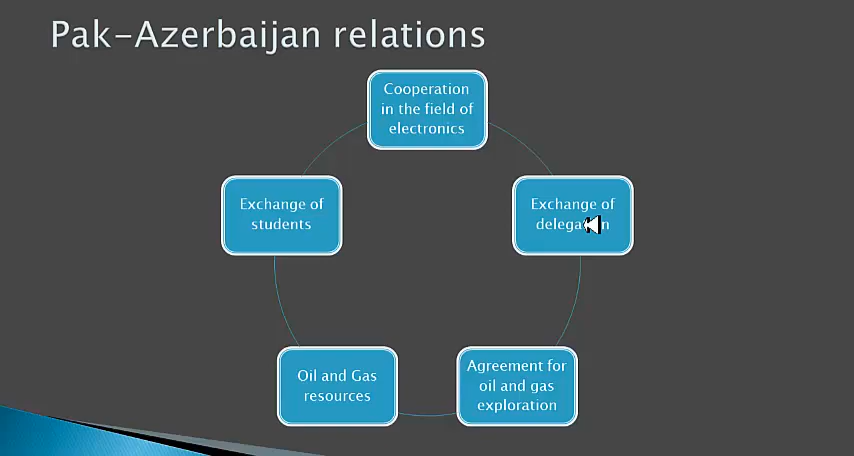 Pak-Azerbaijan relations
Cooperation
in the field of
electronics
Exchange of
delegation
Agreement for
oil and gas
exploration
Oil and Gas
resources
Exchange of
students